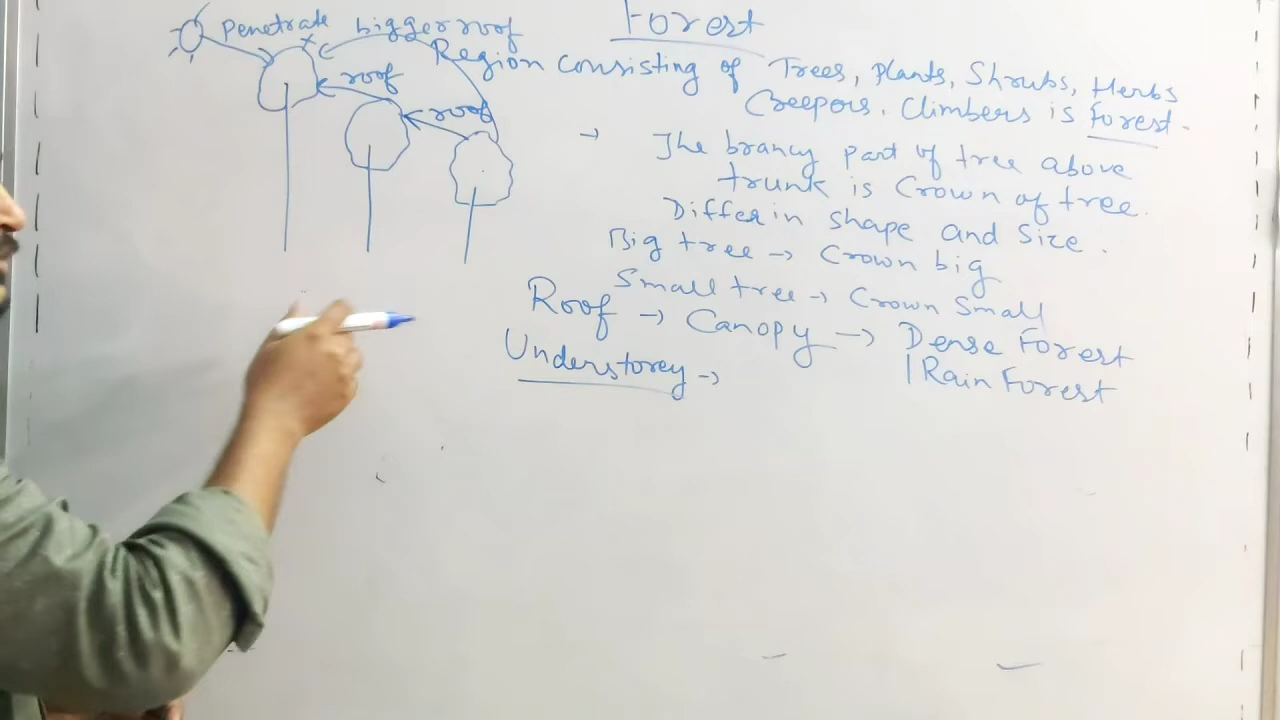 Forest
Penetrate bigger roof
Region consisting of Trees, Plants, Shrubs, Herbs
Creepers, Climbers is Forest.
roof
roof
→ The brancy part of tree above
trunk is Crown of tree.
Differ in shape and Size.
Big tree → Crown big
Small tree → Crown Small
Roof → Canopy → Dense Forest
| Rain Forest
Understorey →